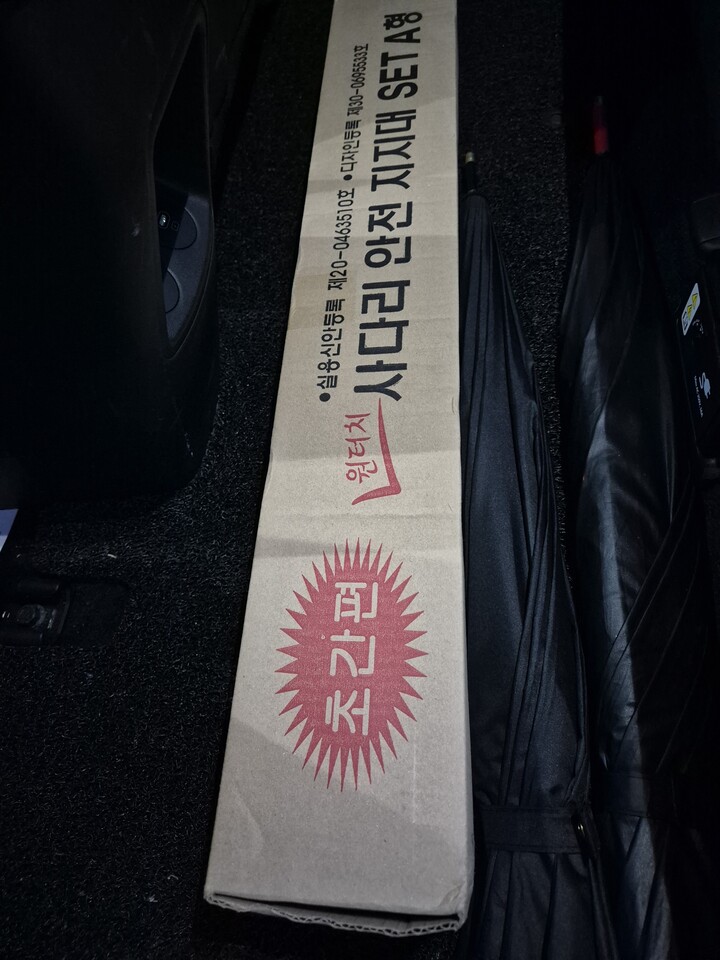 초간편
원터치
•실용신안등록 제20-0463510호 •디자인등록 제30-0695533호
사다리 안전 지지대 SET A형